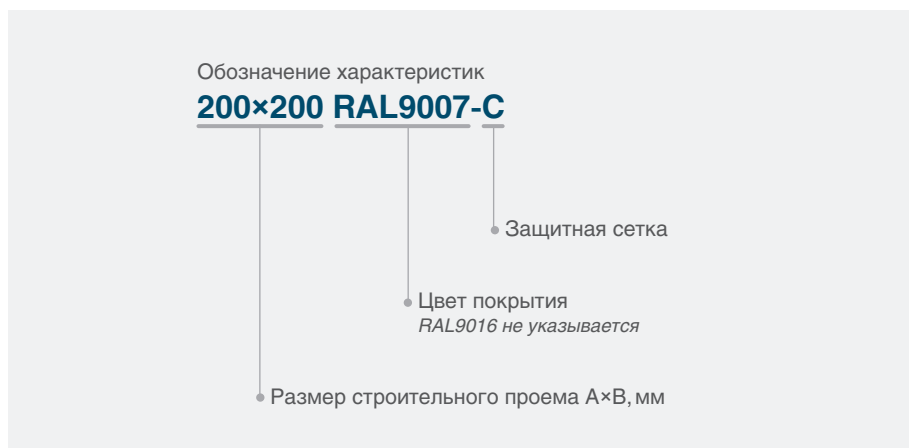 Обозначение характеристик
200×200 RAL9007-С
Защитная сетка
Цвет покрытия
RAL9016 не указывается
Размер строительного проема А×В, мм